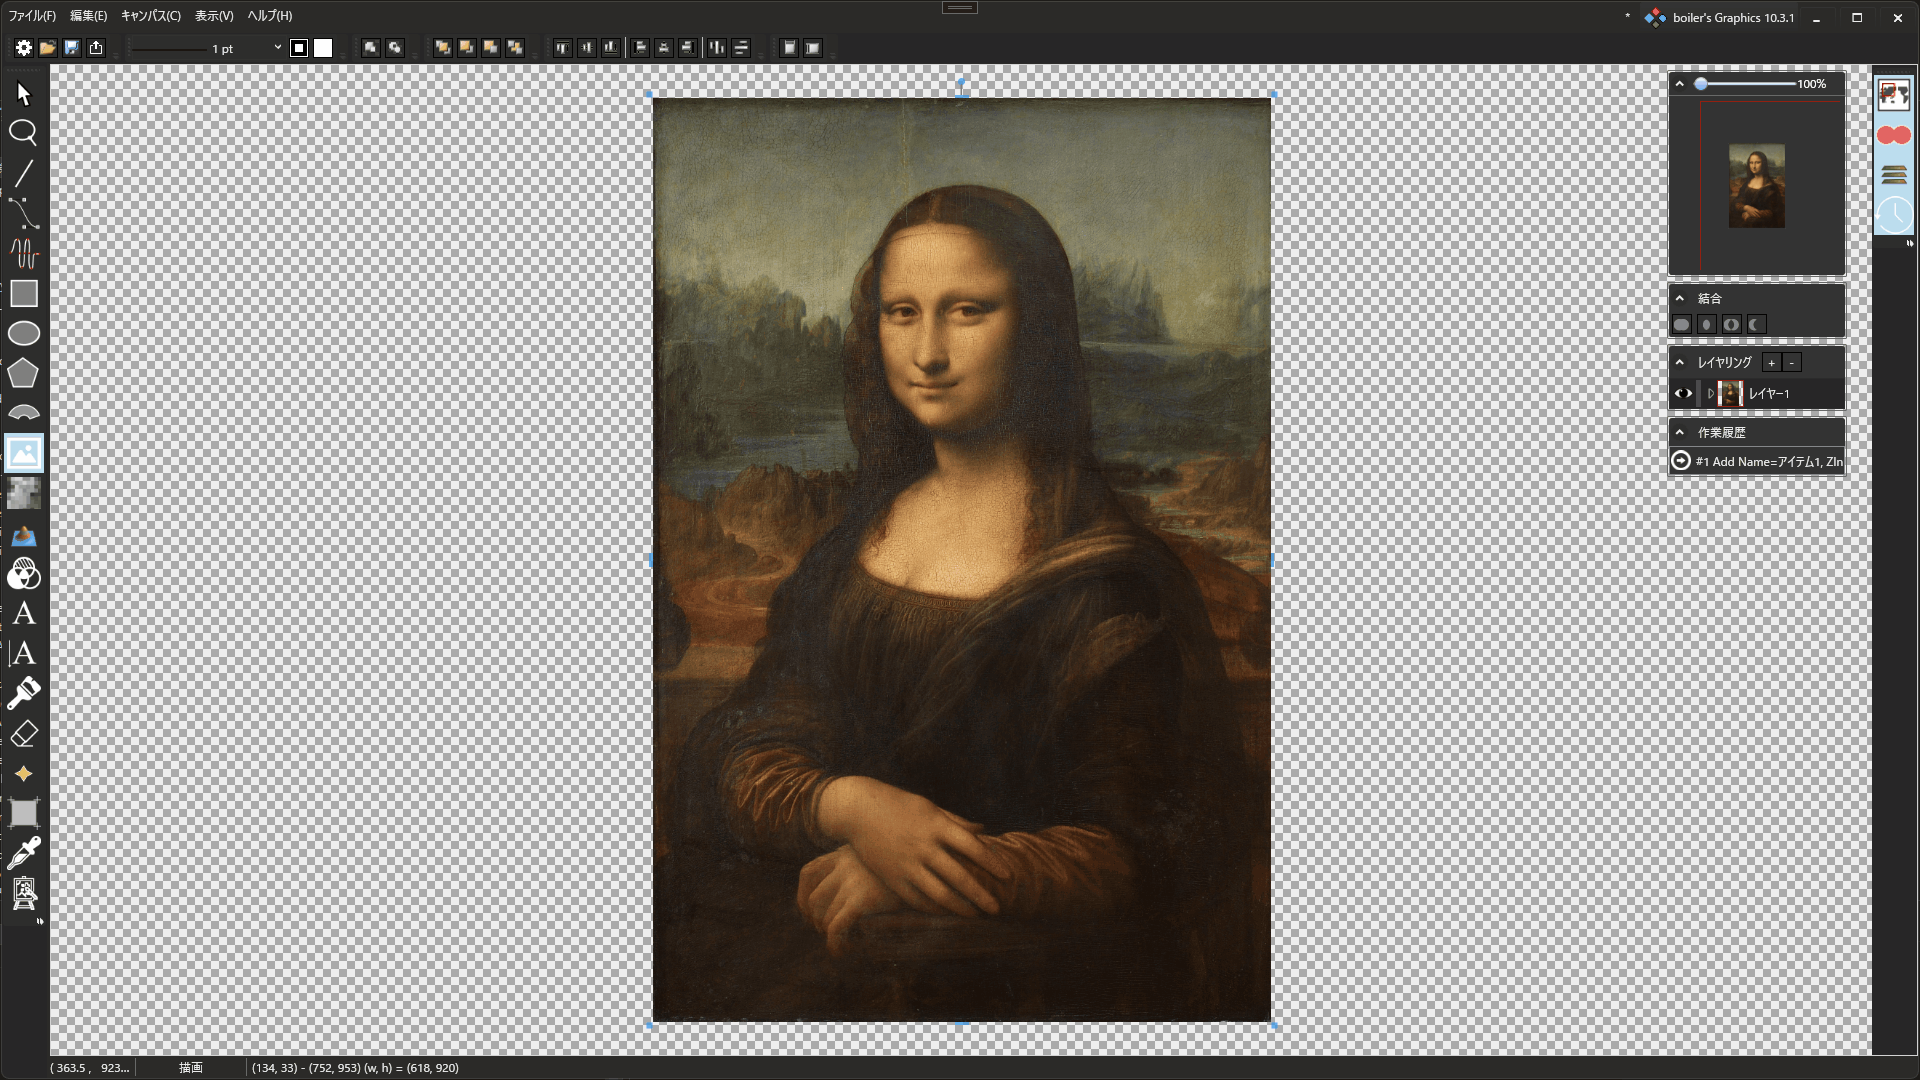 ファイル(F) 編集(E) キャンバス(C) 表示(V) ヘルプ(H)
* boiler's Graphics 10.3.1
1 pt
100%
結合
レイヤリング + -
レイヤー1
作業履歴
#1 Add Name=アイテム1, ZIn
A
A
( 363.5 , 923... 描画 (134, 33) - (752, 953) (w, h) = (618, 920)